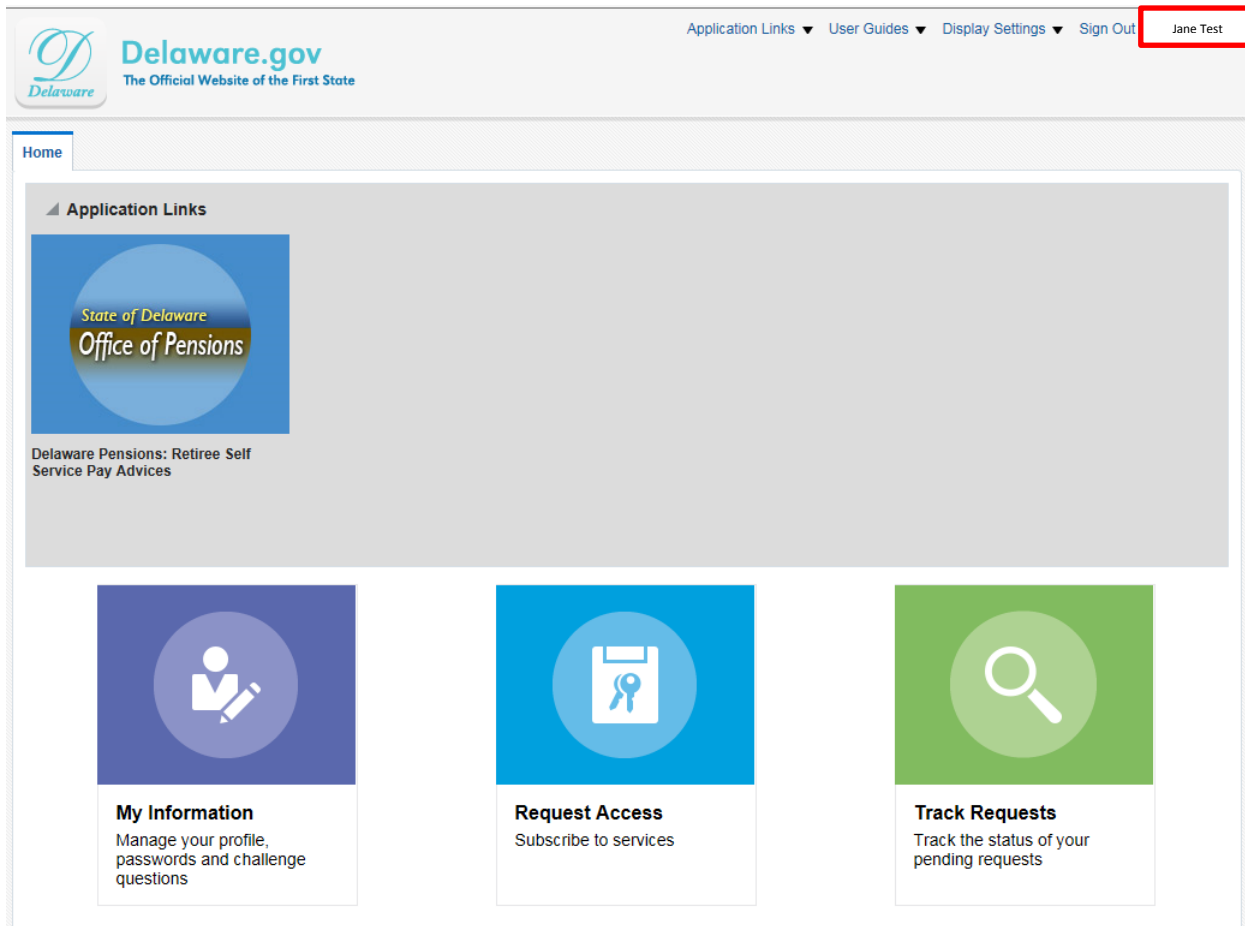 Application Links ▼ User Guides ▼ Display Settings ▼ Sign Out Jane Test
Delaware
Delaware.gov
The Official Website of the First State
Home
Application Links
State of Delaware
Office of Pensions
Delaware Pensions: Retiree Self
Service Pay Advices
My Information
Manage your profile,
passwords and challenge
questions
Request Access
Subscribe to services
Track Requests
Track the status of your
pending requests